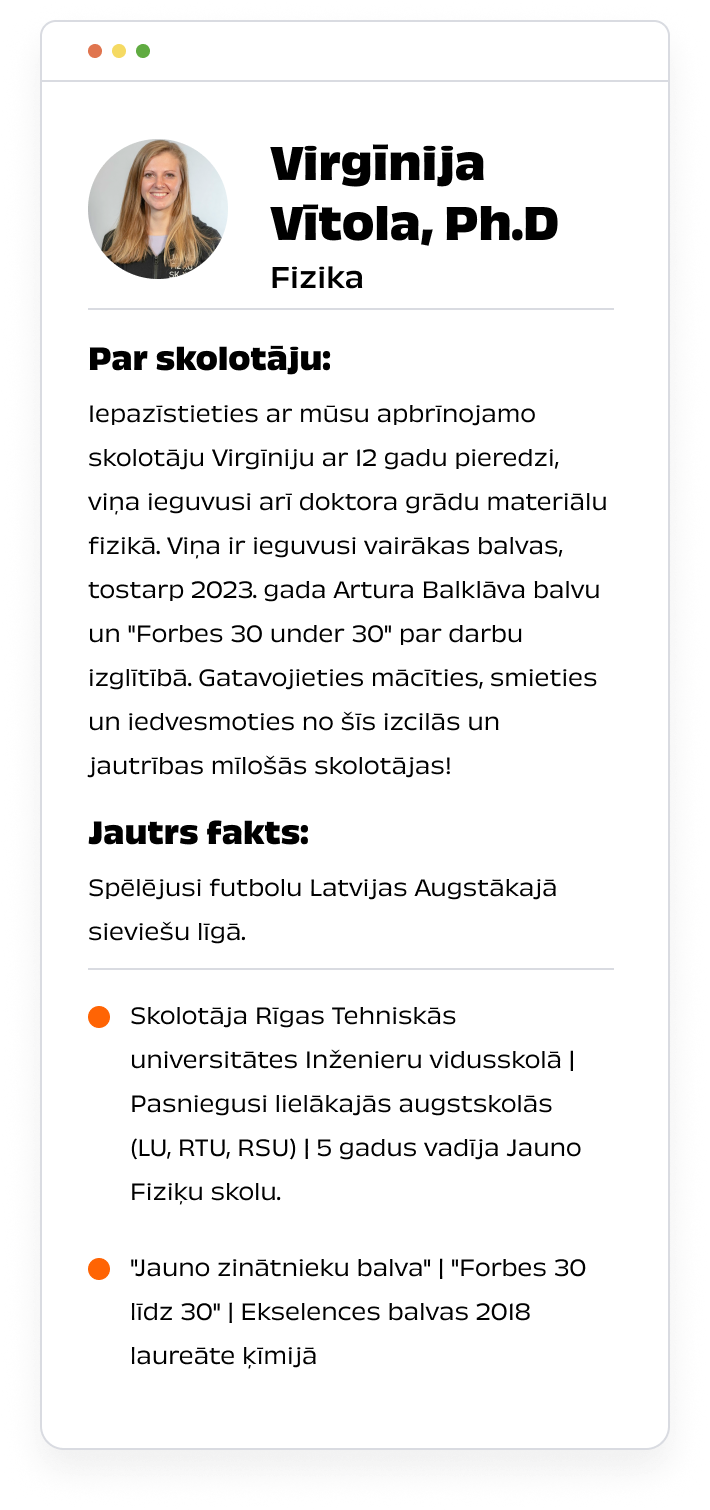 Virgīnija
Vītola, Ph.D
Fizika
Par skolotāju:
Iepazīstieties ar mūsu apbrīnojamo
skolotāju Virgīniju ar 12 gadu pieredzi,
viņa ieguvusi arī doktora grādu materiālu
fizikā. Viņa ir ieguvusi vairākas balvas,
tostarp 2023. gada Artura Balklāva balvu
un "Forbes 30 under 30" par darbu
izglītībā. Gatavojieties mācīties, smieties
un iedvesmoties no šīs izcilās un
jautrības mīlošās skolotājas!
Jautrs fakts:
Spēlējusi futbolu Latvijas Augstākajā
sieviešu līgā.
Skolotāja Rīgas Tehniskās
universitātes Inženieru vidusskolā |
Pasniegusi lielākajās augstskolās
(LU, RTU, RSU) | 5 gadus vadīja Jauno
Fiziķu skolu.
"Jauno zinātnieku balva" | "Forbes 30
līdz 30" | Ekselences balvas 2018
laureāte ķīmijā